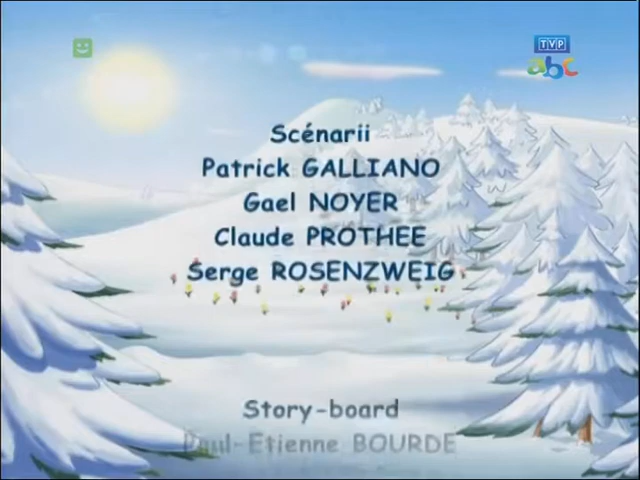 TVP
abc
Scénarii
Patrick GALLIANO
Gael NOYER
Claude PROTHEE
Serge ROSENZWEIG
Story-board
Paul-Etienne BOURDE